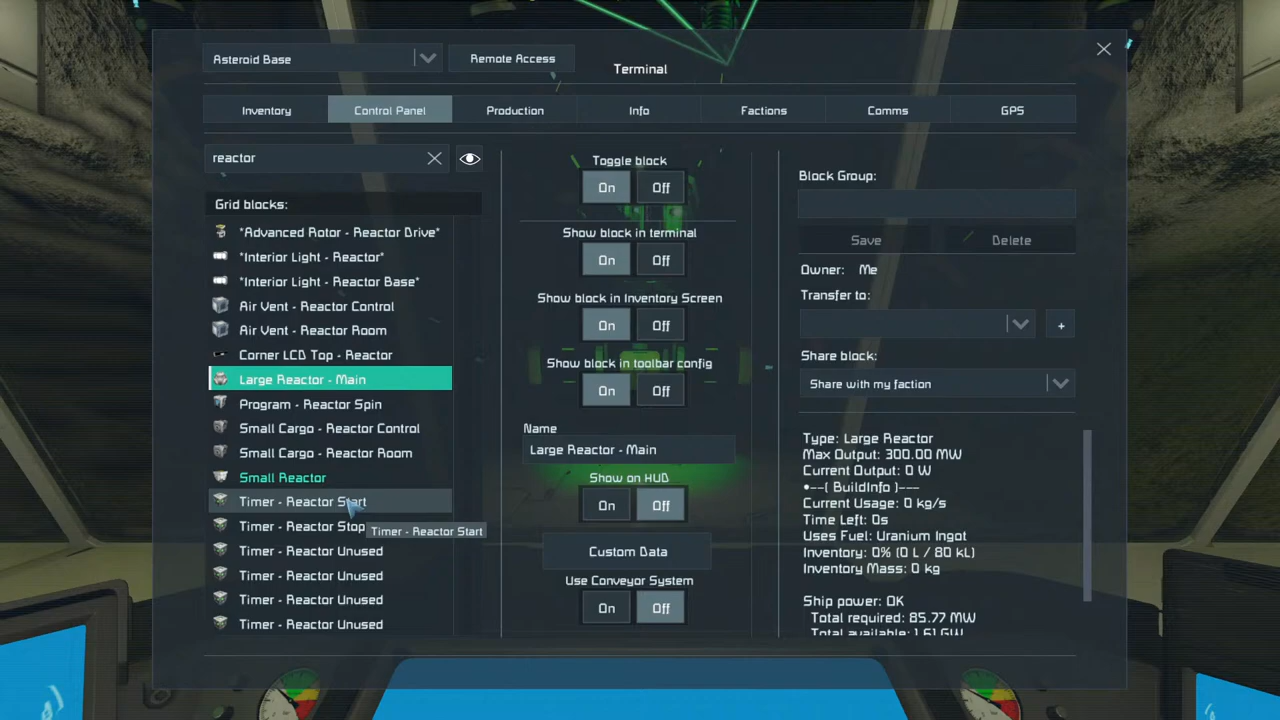 Asteroid Base
Remote Access
Terminal
Inventory
Control Panel
Production
Info
Factions
Comms
GPS
reactor
Grid blocks:
*Advanced Rotor - Reactor Drive*
*Interior Light - Reactor*
*Interior Light - Reactor Base*
Air Vent - Reactor Control
Air Vent - Reactor Room
Corner LCD Top - Reactor
Large Reactor - Main
Program - Reactor Spin
Small Cargo - Reactor Control
Small Cargo - Reactor Room
Small Reactor
Timer - Reactor Start
Timer - Reactor Stop
Timer - Reactor Start
Timer - Reactor Unused
Timer - Reactor Unused
Timer - Reactor Unused
Timer - Reactor Unused
Toggle block
On Off
Show block in terminal
On Off
Show block in Inventory Screen
On Off
Show block in toolbar config
On Off
Name
Large Reactor - Main
Show on HUD
On Off
Custom Data
Use Conveyor System
On Off
Block Group:
Save
Delete
Owner: Me
Transfer to:
+
Share block:
Share with my faction
Type: Large Reactor
Max Output: 300.00 MW
Current Output: 0 W
•--( BuildInfo )--
Current Usage: 0 kg/s
Time Left: 0s
Uses Fuel: Uranium Ingot
Inventory: 0% (0 L / 80 kL)
Inventory Mass: 0 kg
Ship power: OK
Total required: 85.77 MW
Total available: 1.61 GW